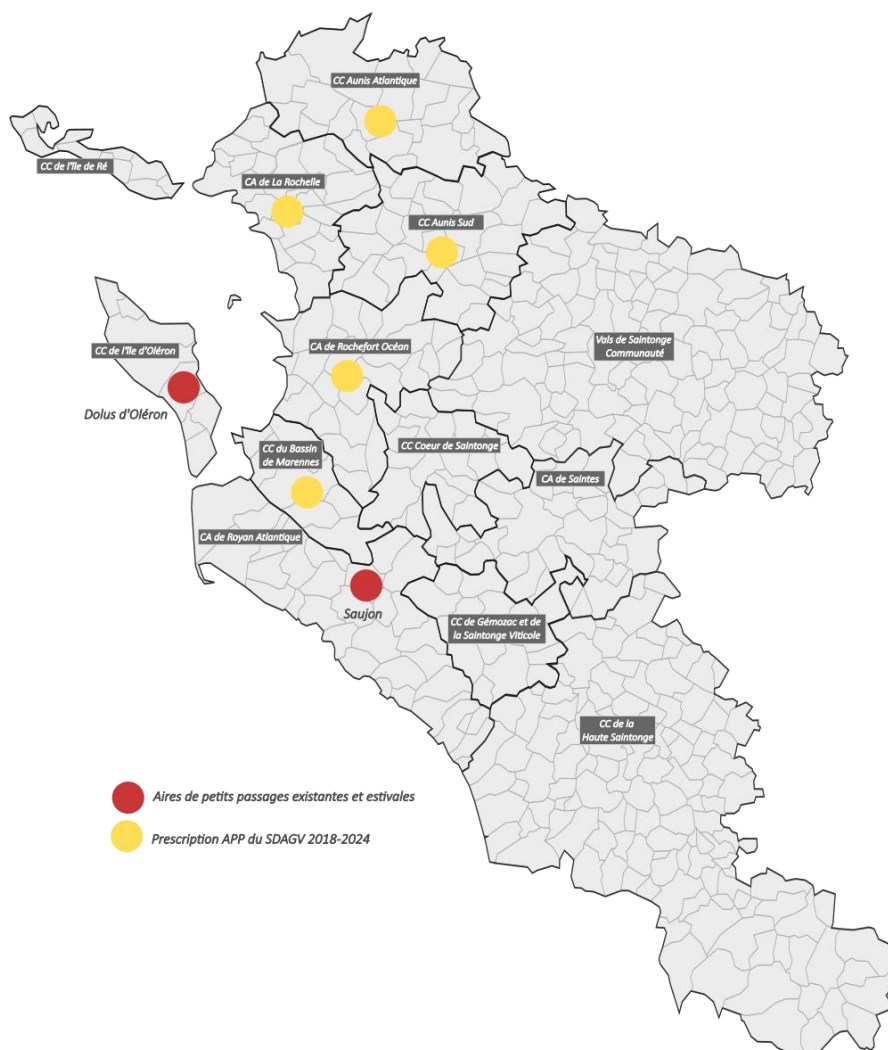 CC Aunis Atlantique
CC de l'île de Ré
CA de La Rochelle
CC Aunis Sud
Vals de Saintonge
Communauté
CC de l'île d'Oléron
CA de Rochefort Océan
Dolus d'Oléron
CC du Bassin
de Marennes
CC Coeur de Saintonge
CA de Saintes
CA de Royan Atlantique
Saujon
CC de Gémozac et de
la Saintonge Viticole
CC de la
Haute Saintonge
Aires de petits passages existantes et estivales
Prescription APP du SDAGV 2018-2024